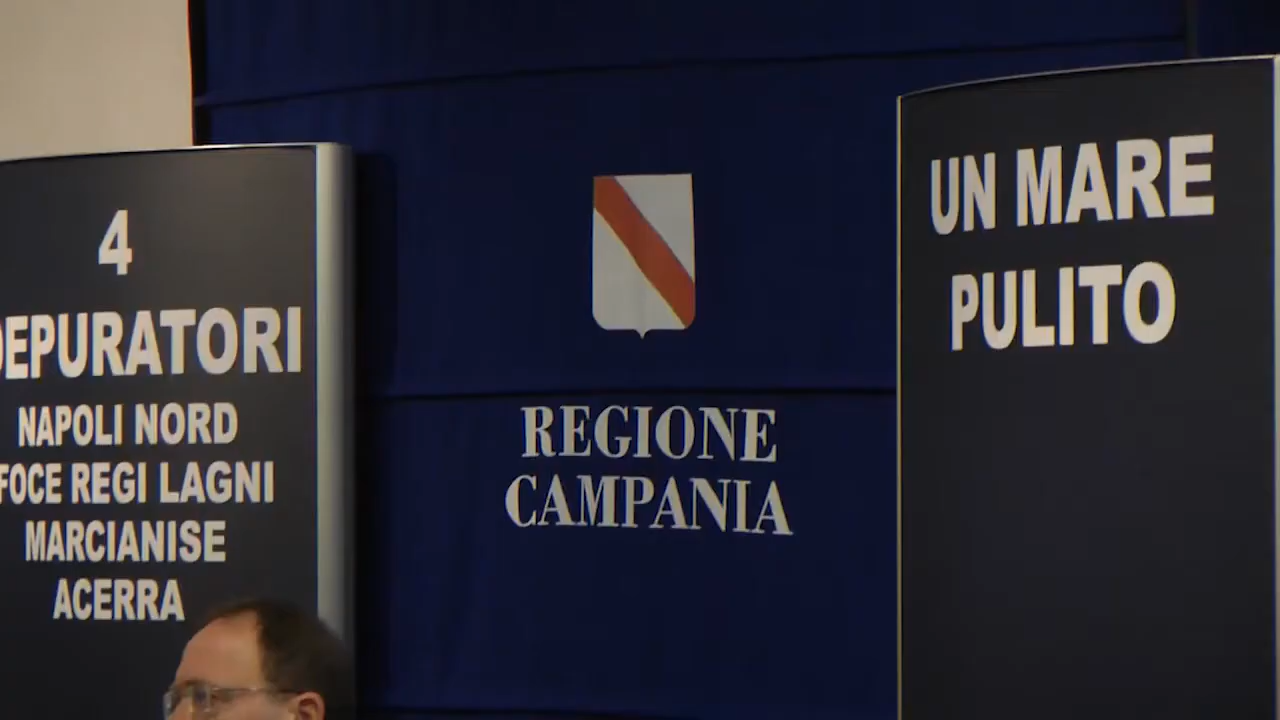 4
DEPURATORI
NAPOLI NORD
FOCE REGI LAGNI
MARCIANISE
ACERRA
REGIONE
CAMPANIA
UN MARE
PULITO